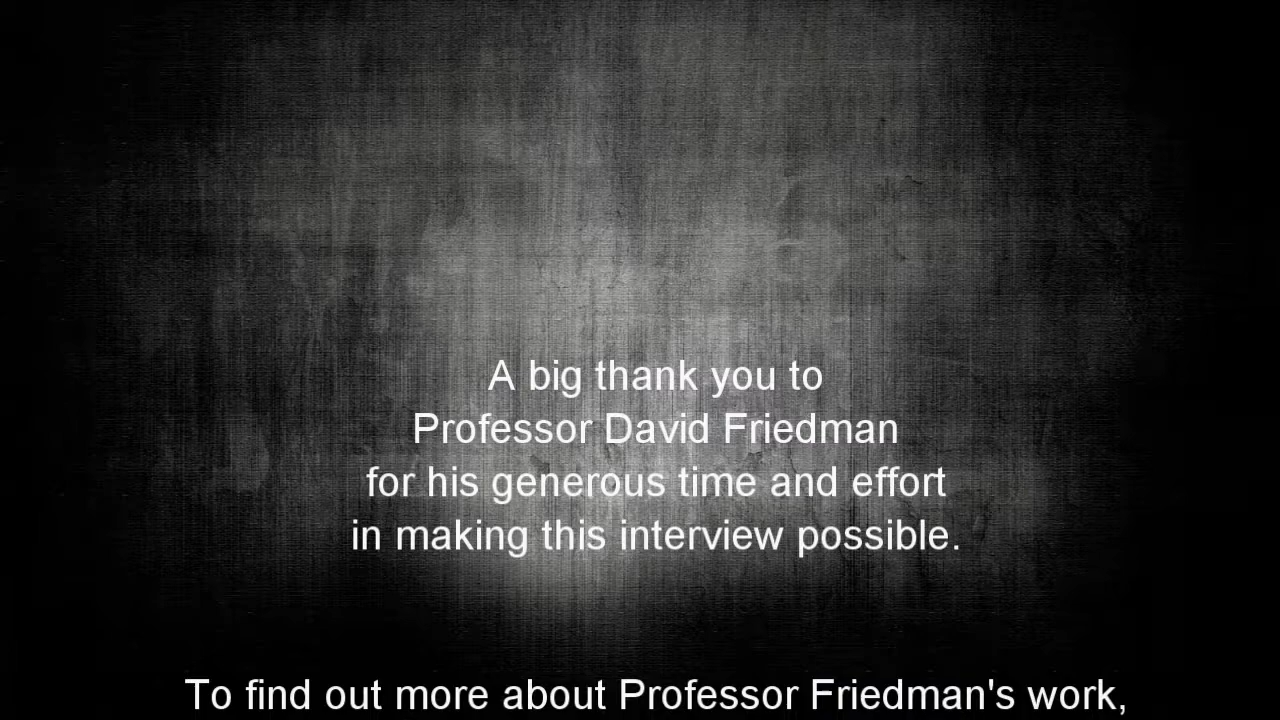 A big thank you to
Professor David Friedman
for his generous time and effort
in making this interview possible.
To find out more about Professor Friedman's work,